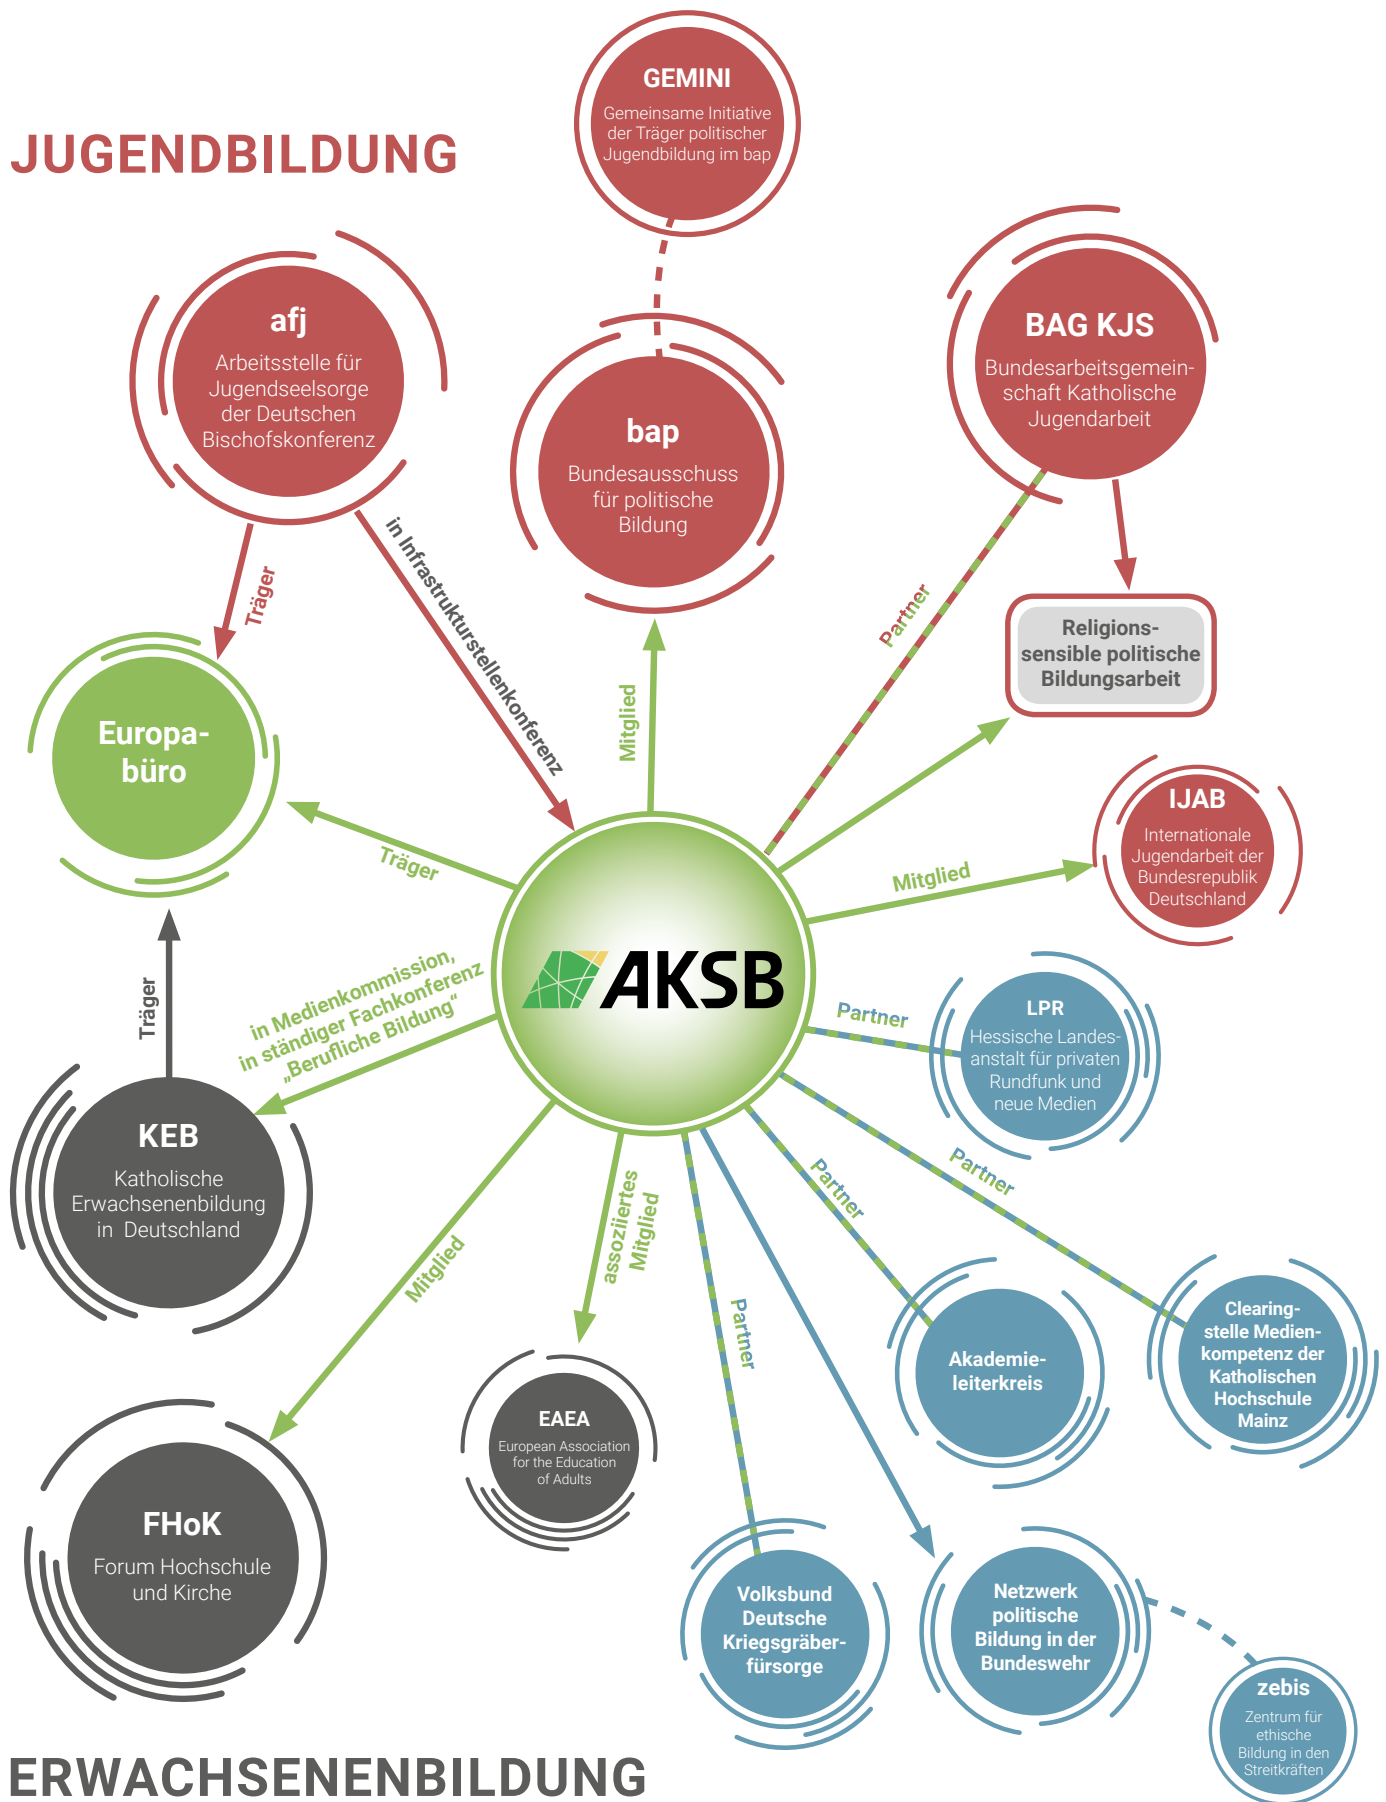 GEMINI
Gemeinsame Initiative
der Träger politischer
Jugendbildung im bap
JUGENDBILDUNG
afj
Arbeitsstelle für
Jugendseelsorge
der Deutschen
Bischofskonferenz
bap
Bundesausschuss
für politische
Bildung
BAG KJS
Bundesarbeitsgemein-
schaft Katholische
Jugendarbeit
Träger
in Infrastrukturstellenkonferenz
Mitglied
Partner
Religions-
sensible politische
Bildungsarbeit
Europa-
büro
Träger
IJAB
Internationale
Jugendarbeit der
Bundesrepublik
Deutschland
Mitglied
AKSB
Träger
in Medienkommission,
in ständiger Fachkonferenz
„Berufliche Bildung“
Partner
LPR
Hessische Landes-
anstalt für privaten
Rundfunk und
neue Medien
KEB
Katholische
Erwachsenenbildung
in Deutschland
Mitglied
assoziiertes
Mitglied
Partner
Partner
Partner
EAEA
European Association
for the Education
of Adults
Akademie-
leiterkreis
Clearing-
stelle Medien-
kompetenz der
Katholischen
Hochschule
Mainz
FHoK
Forum Hochschule
und Kirche
Volksbund
Deutsche
Kriegsgräber-
fürsorge
Netzwerk
politische
Bildung in der
Bundeswehr
zebis
Zentrum für
ethische
Bildung in den
Streitkräften
ERWACHSENENBILDUNG